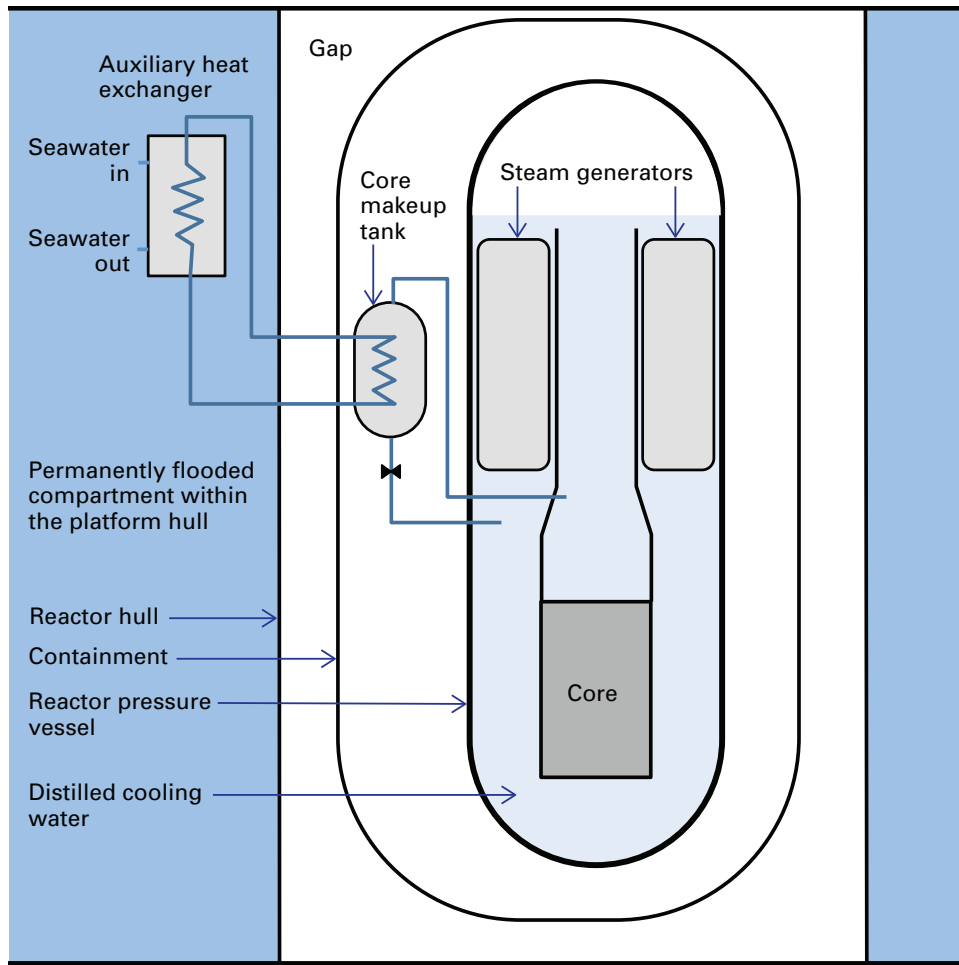 Gap
Auxiliary heat
exchanger
Seawater
in
Seawater
out
Core
makeup
tank
Steam generators
Permanently flooded
compartment within
the platform hull
Reactor hull
Containment
Reactor pressure
vessel
Core
Distilled cooling
water